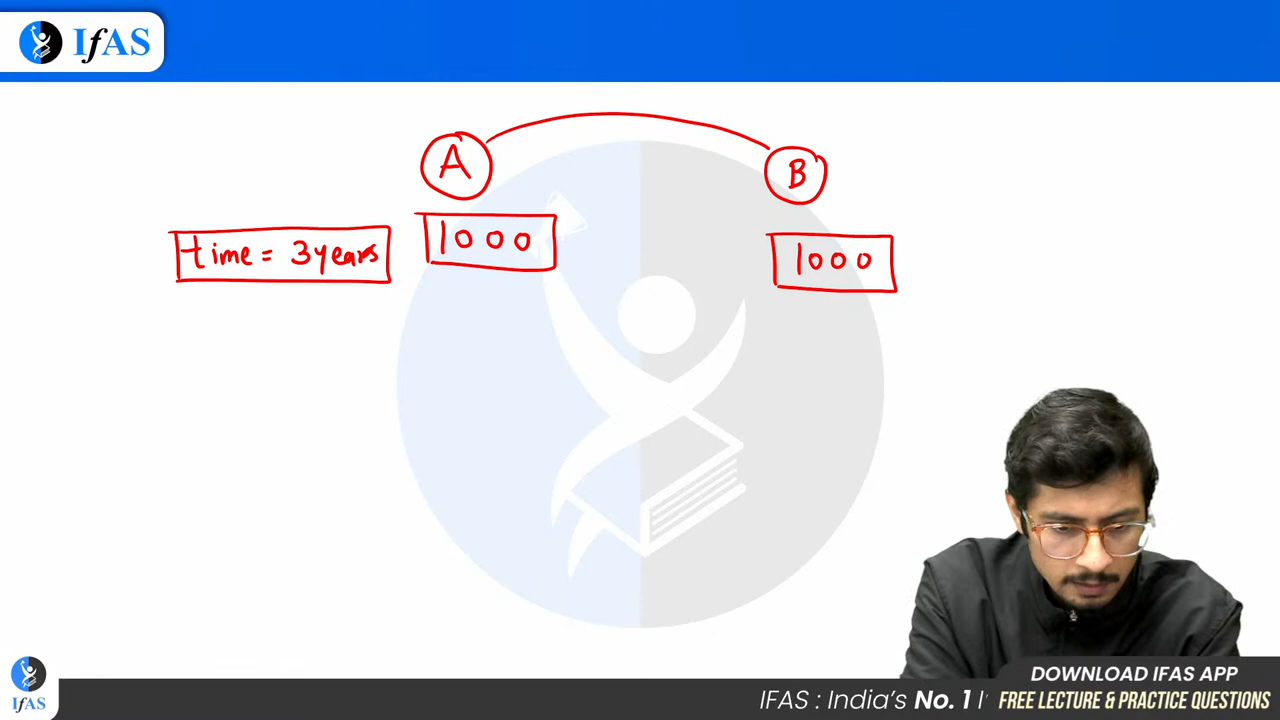 IfAS
A
B
time = 3years
1000
1000
IfAS
DOWNLOAD IFAS APP
IFAS : India's No. 1
FREE LECTURE & PRACTICE QUESTIONS